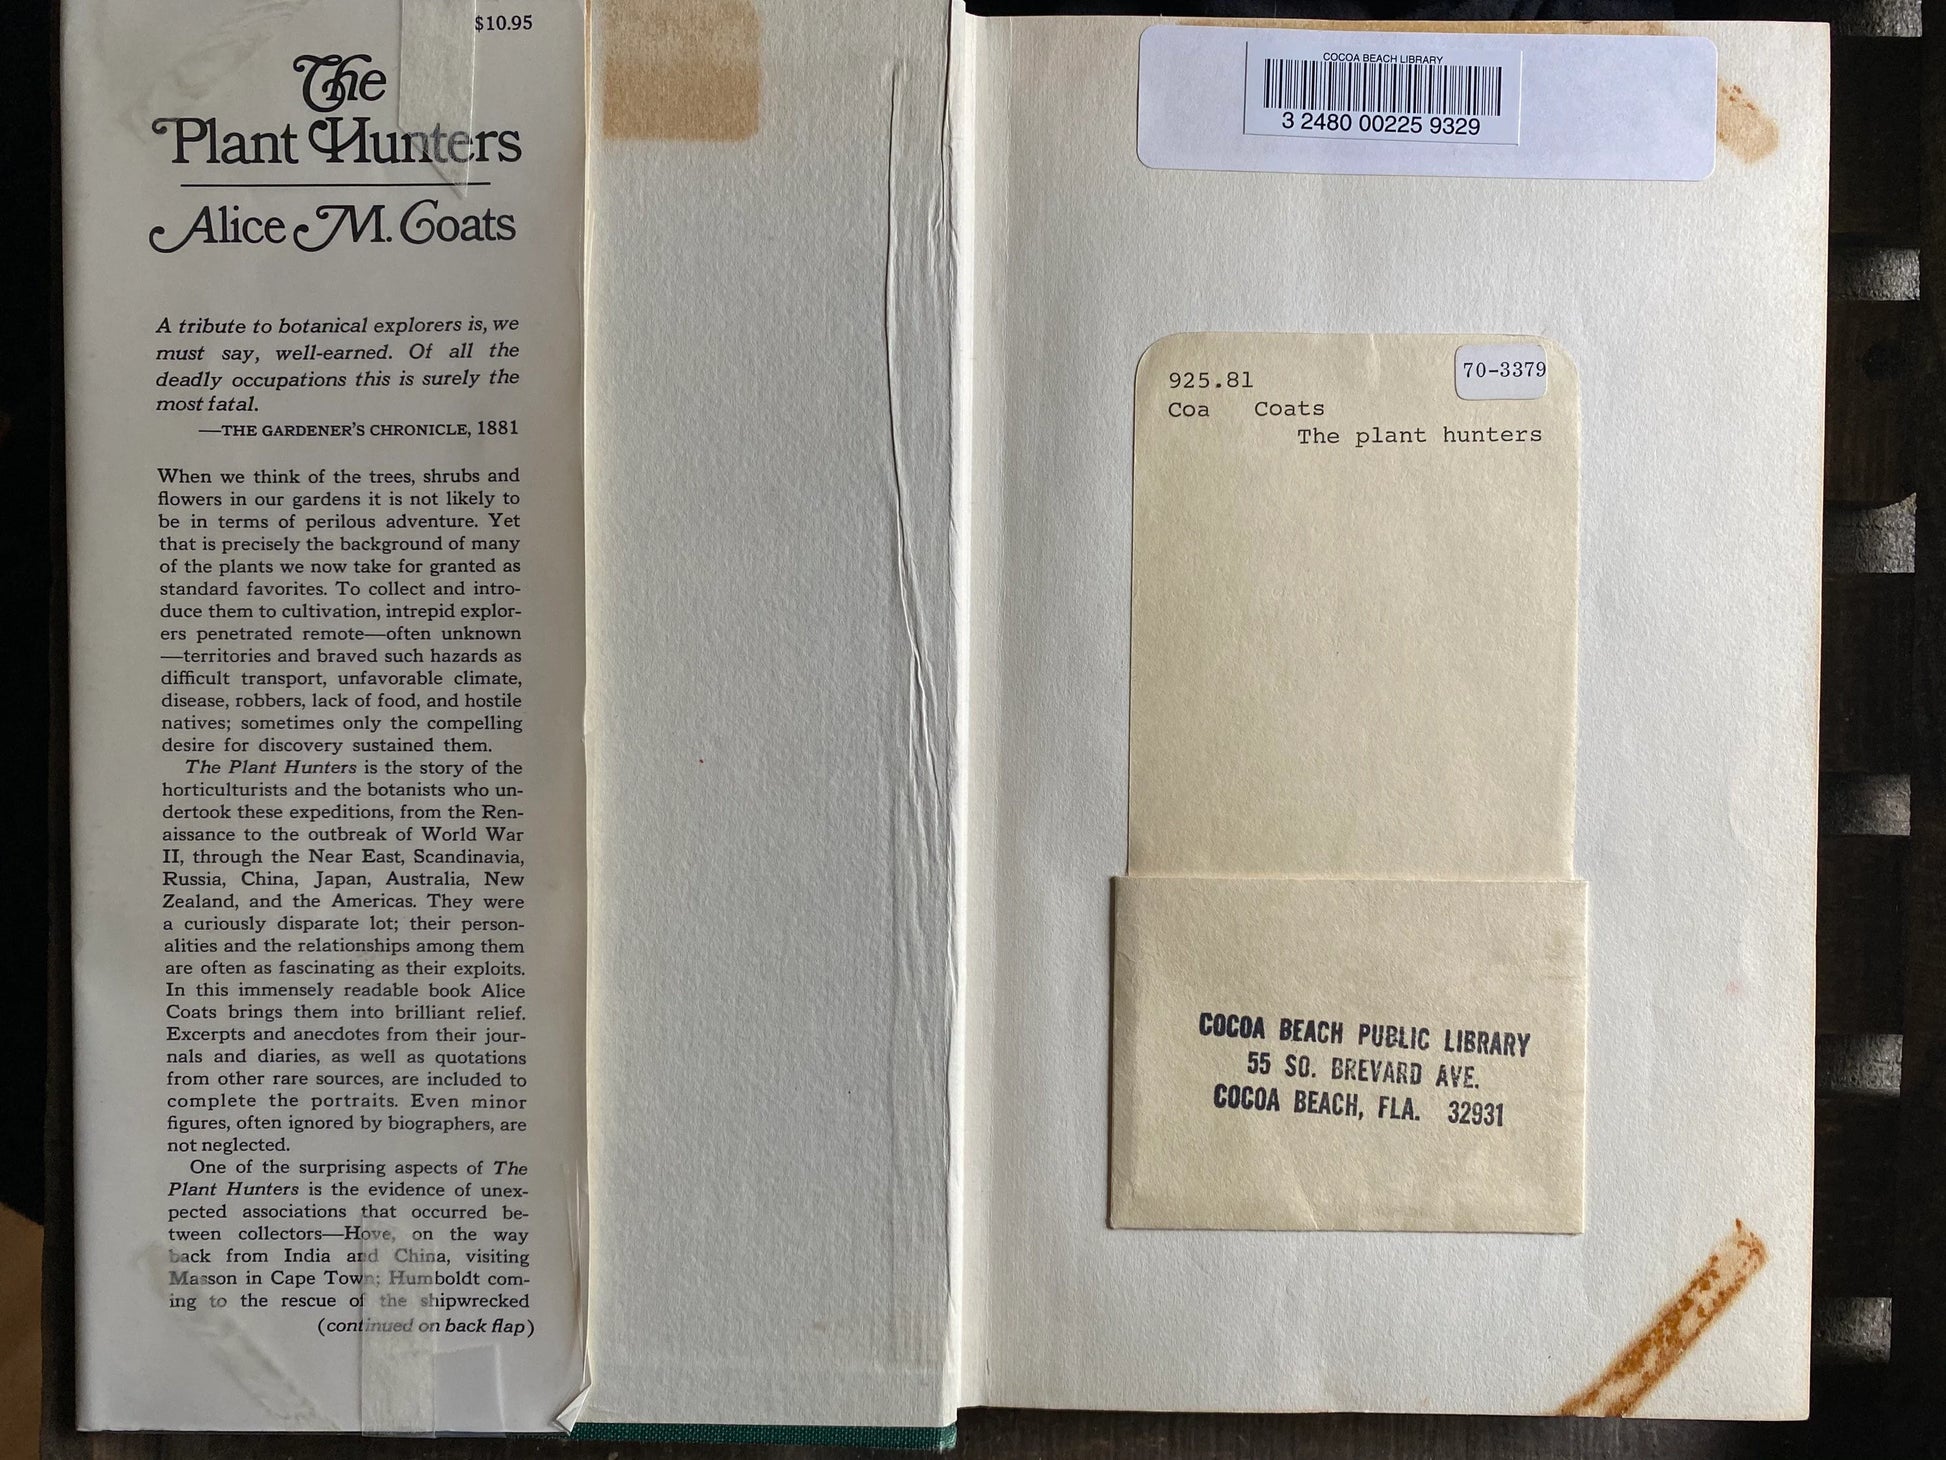 $10.95
The
Plant Hunters
Alice M. Coats
A tribute to botanical explorers is, we
must say, well-earned. Of all the
deadly occupations this is surely the
most fatal.
—THE GARDENER'S CHRONICLE, 1881
When we think of the trees, shrubs and
flowers in our gardens it is not likely to
be in terms of perilous adventure. Yet
that is precisely the background of many
of the plants we now take for granted as
standard favorites. To collect and intro-
duce them to cultivation, intrepid explor-
ers penetrated remote—often unknown
—territories and braved such hazards as
difficult transport, unfavorable climate,
disease, robbers, lack of food, and hostile
natives; sometimes only the compelling
desire for discovery sustained them.
The Plant Hunters is the story of the
horticulturists and the botanists who un-
dertook these expeditions, from the Ren-
aissance to the outbreak of World War
II, through the Near East, Scandinavia,
Russia, China, Japan, Australia, New
Zealand, and the Americas. They were
a curiously disparate lot; their person-
alities and the relationships among them
are often as fascinating as their exploits.
In this immensely readable book Alice
Coats brings them into brilliant relief.
Excerpts and anecdotes from their jour-
nals and diaries, as well as quotations
from other rare sources, are included to
complete the portraits. Even minor
figures, often ignored by biographers, are
not neglected.
One of the surprising aspects of The
Plant Hunters is the evidence of unex-
pected associations that occurred be-
tween collectors—Hove, on the way
back from India and China, visiting
Masson in Cape Town; Humboldt com-
ing to the rescue of the shipwrecked
(continued on back flap)
COCOA BEACH LIBRARY
3 2480 00225 9329
70-3379
925.81
Coa Coats
The plant hunters
COCOA BEACH PUBLIC LIBRARY
55 SO. BREVARD AVE.
COCOA BEACH, FLA. 32931